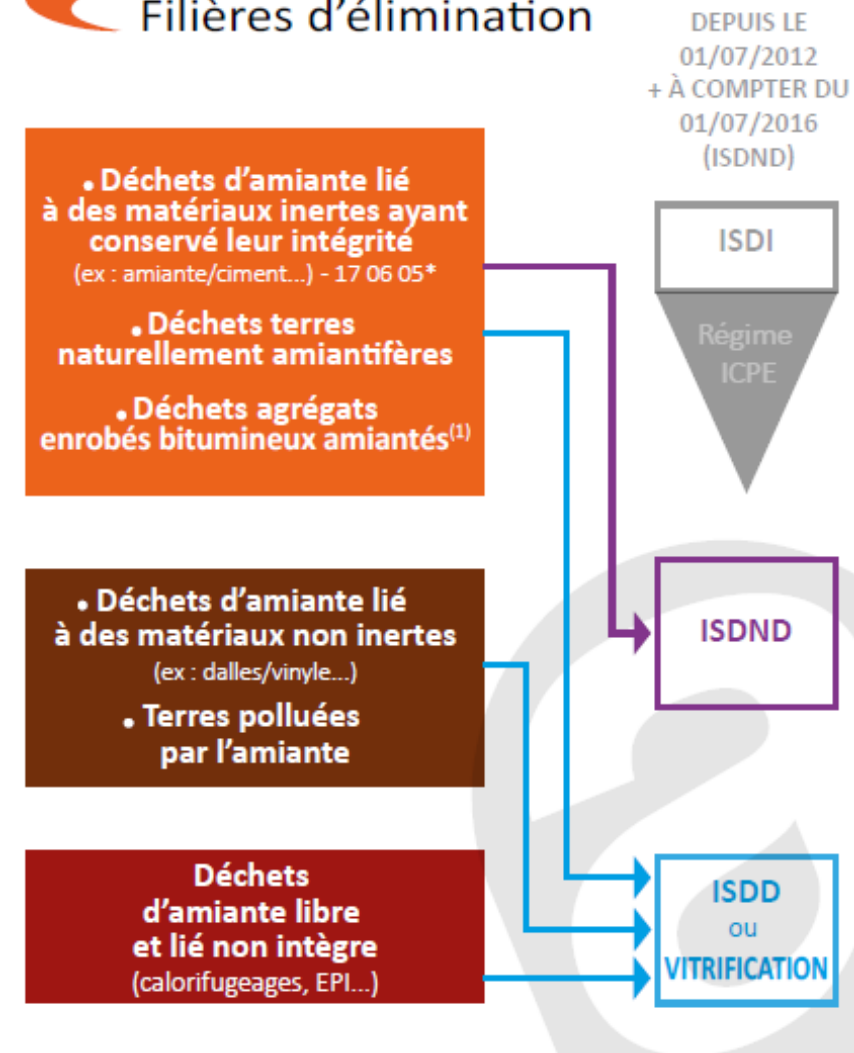 Filières d'élimination
DEPUIS LE
01/07/2012
+ À COMPTER DU
01/07/2016
(ISDND)
• Déchets d'amiante lié
à des matériaux inertes ayant
conservé leur intégrité
(ex : amiante/ciment...) - 17 06 05*
• Déchets terres
naturellement amiantifères
• Déchets agrégats
enrobés bitumineux amiantés(1)
ISDI
Régime
ICPE
• Déchets d'amiante lié
à des matériaux non inertes
(ex : dalles/vinyle...)
• Terres polluées
par l'amiante
ISDND
Déchets
d'amiante libre
et lié non intègre
(calorifugeages, EPI...)
ISDD
ou
VITRIFICATION